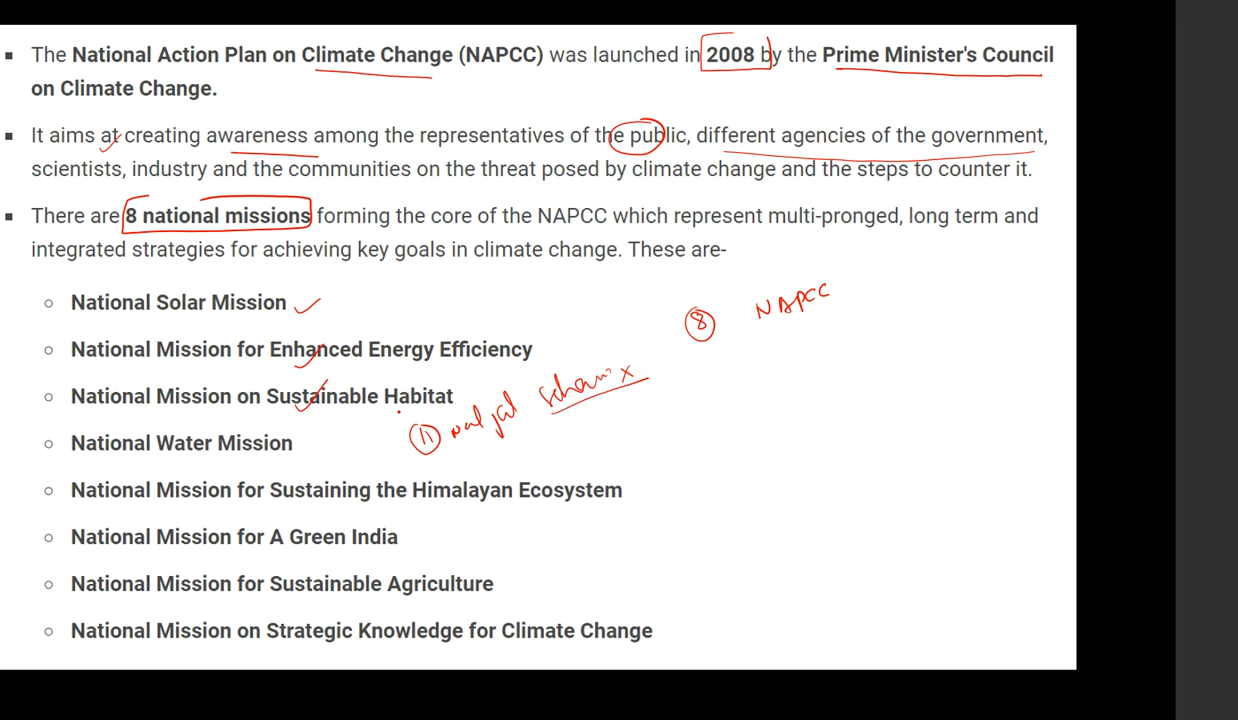 The National Action Plan on Climate Change (NAPCC) was launched in 2008 by the Prime Minister's Council
on Climate Change.
It aims at creating awareness among the representatives of the public, different agencies of the government,
scientists, industry and the communities on the threat posed by climate change and the steps to counter it.
There are 8 national missions forming the core of the NAPCC which represent multi-pronged, long term and
integrated strategies for achieving key goals in climate change. These are-
National Solar Mission
8 NAPCC
National Mission for Enhanced Energy Efficiency
National Mission on Sustainable Habitat
11 jal
National Water Mission
National Mission for Sustaining the Himalayan Ecosystem
National Mission for A Green India
National Mission for Sustainable Agriculture
National Mission on Strategic Knowledge for Climate Change